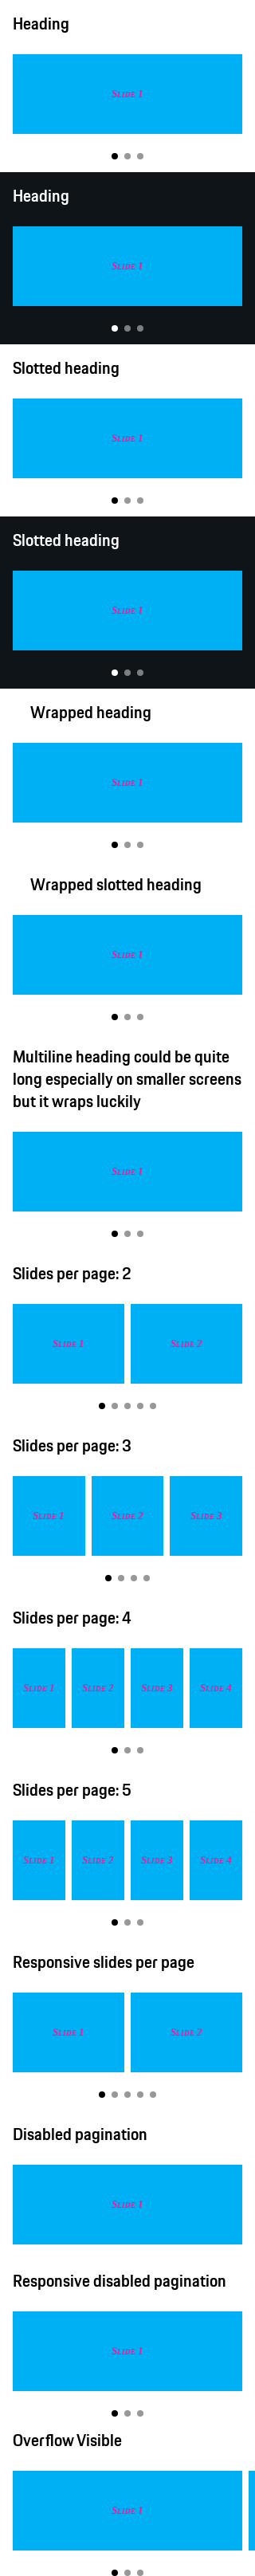 Heading
Slide 1
Heading
Slide 1
Slotted heading
Slide 1
Slotted heading
Slide 1
Wrapped heading
Slide 1
Wrapped slotted heading
Slide 1
Multiline heading could be quite
long especially on smaller screens
but it wraps luckily
Slide 1
Slides per page: 2
Slide 1 Slide 2
Slides per page: 3
Slide 1 Slide 2 Slide 3
Slides per page: 4
Slide 1 Slide 2 Slide 3 Slide 4
Slides per page: 5
Slide 1 Slide 2 Slide 3 Slide 4
Responsive slides per page
Slide 1 Slide 2
Disabled pagination
Slide 1
Responsive disabled pagination
Slide 1
Overflow Visible
Slide 1